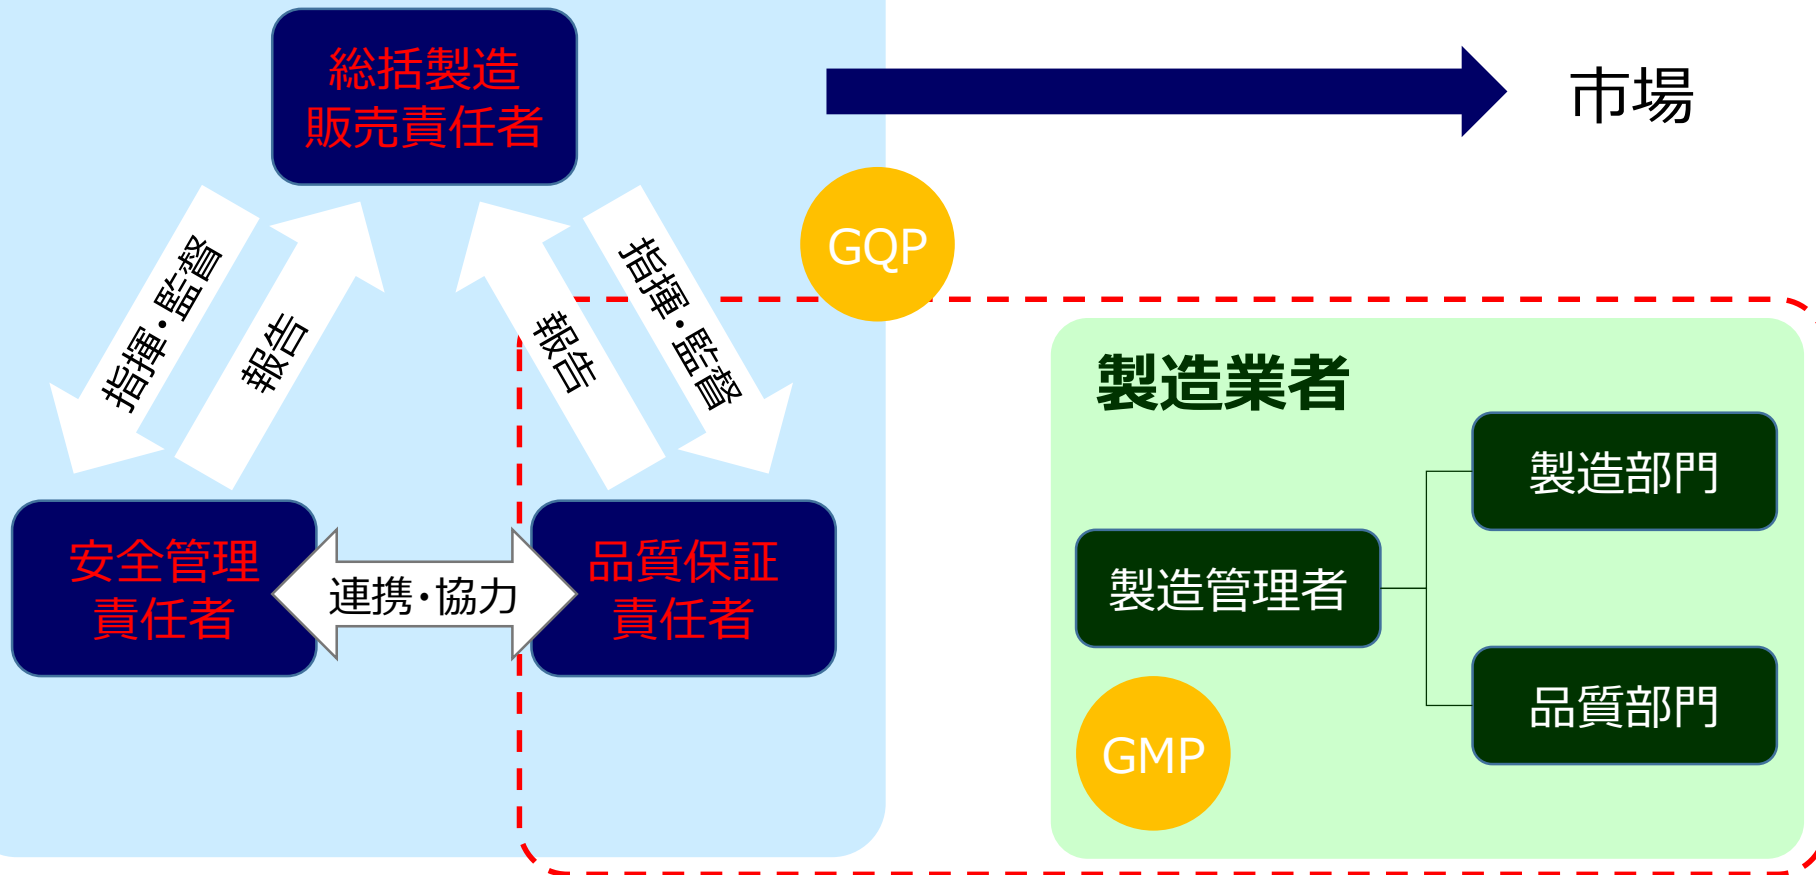 総括製造
販売責任者
市場
GQP
指揮・監督
報告
報告
指揮・監督
製造業者
製造部門
安全管理
責任者
連携・協力
品質保証
責任者
製造管理者
品質部門
GMP